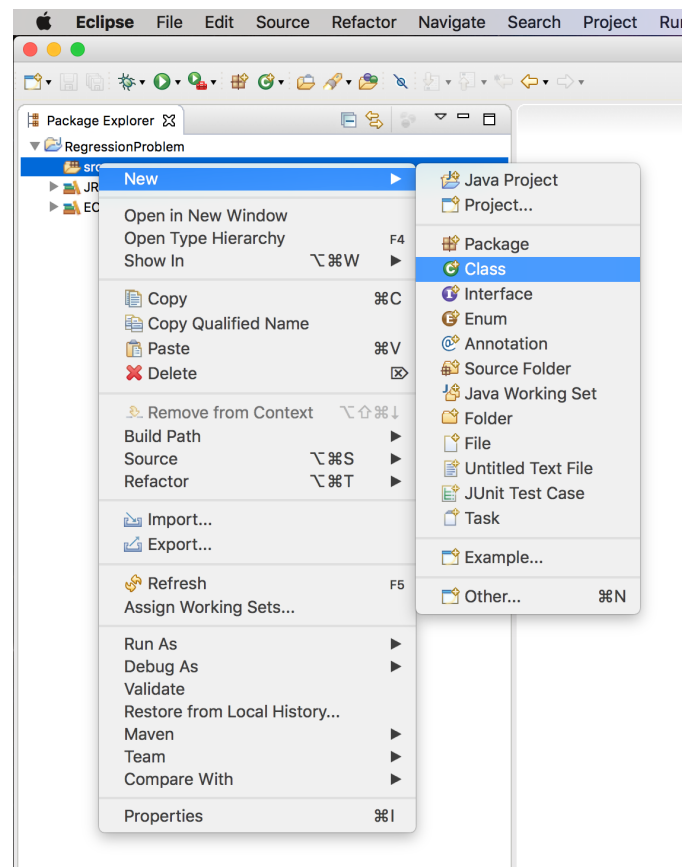 Eclipse File Edit Source Refactor Navigate Search Project Ru
Package Explorer
RegressionProblem
src
JR
EC
New
Open in New Window
Open Type Hierarchy F4
Show In ⌥⌘W
Copy ⌘C
Copy Qualified Name
Paste ⌘V
Delete ⌦
Remove from Context ⌥⇧⌘↓
Build Path
Source ⌥⌘S
Refactor ⌥⌘T
Import...
Export...
Refresh F5
Assign Working Sets...
Run As
Debug As
Validate
Restore from Local History...
Maven
Team
Compare With
Properties ⌘I
Java Project
Project...
Package
Class
Interface
Enum
Annotation
Source Folder
Java Working Set
Folder
File
Untitled Text File
JUnit Test Case
Task
Example...
Other... ⌘N